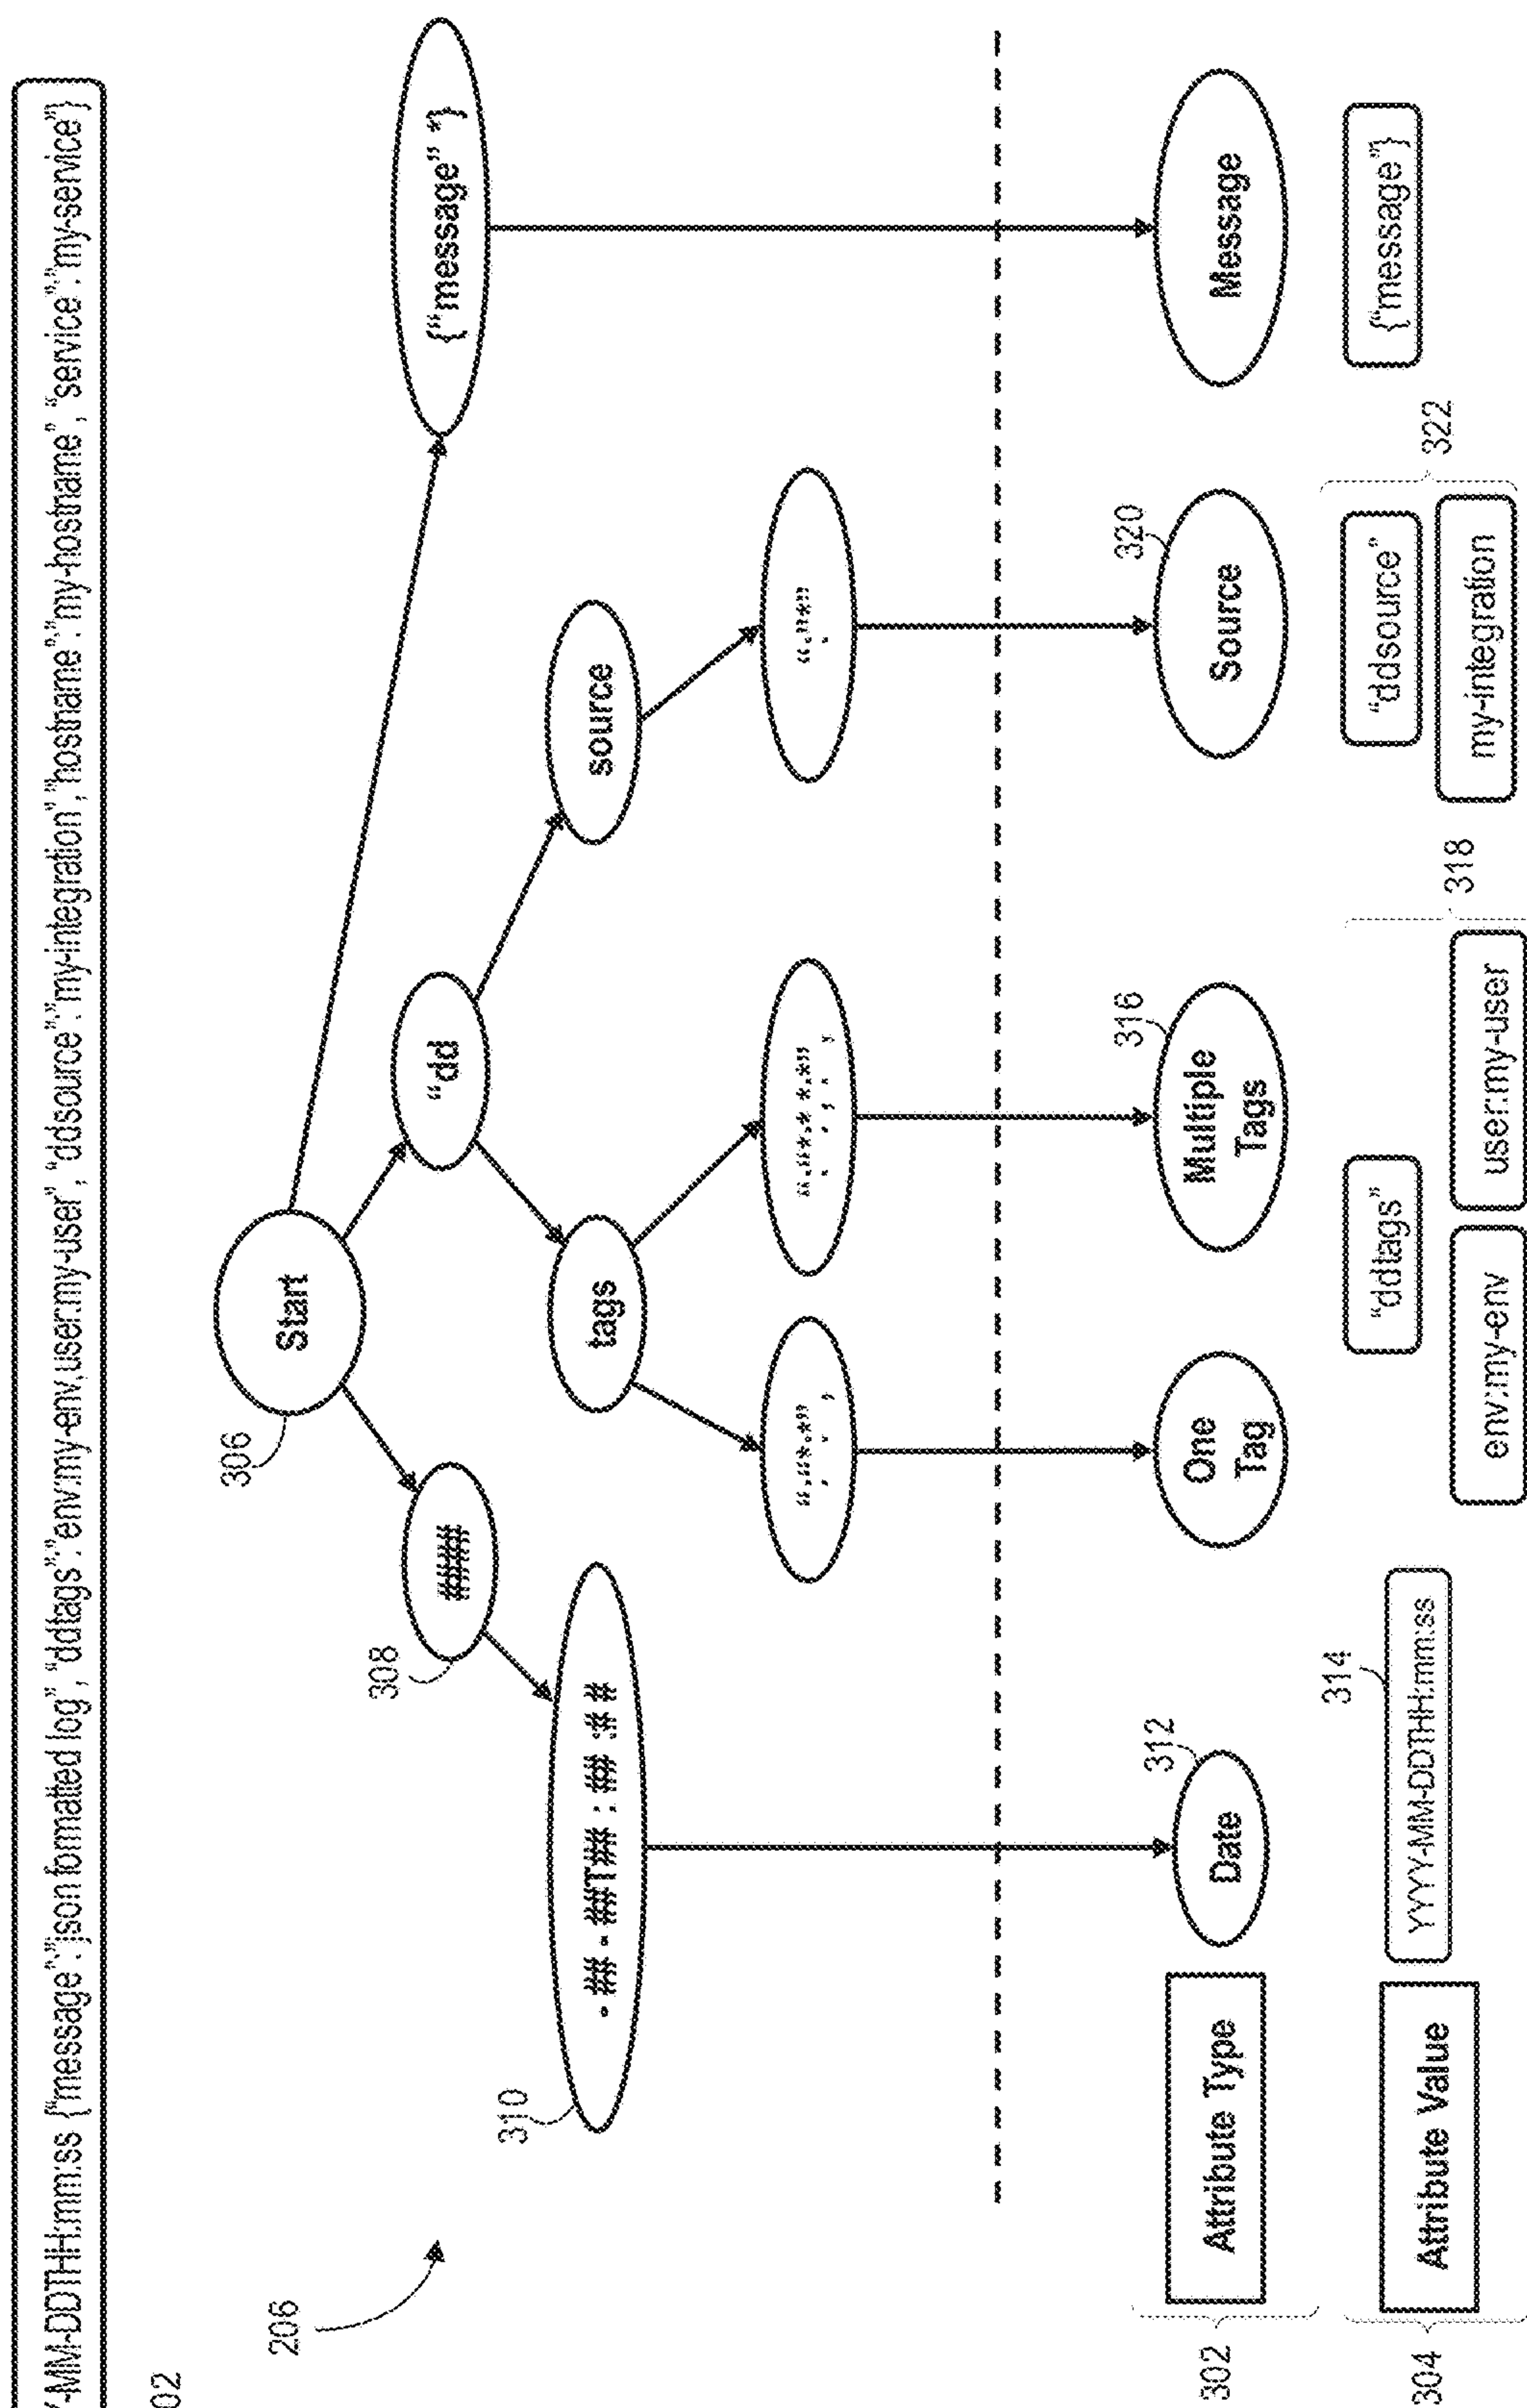 -MM-DDTHH:mm:ss {“message”:”json formatted log”, “ddtags”:”env:my-env,user:my-user”, “ddsource”:”my-integration”,”hostname”:”my-hostname”, “service”:”my-service”}
02
206
306
Start
308
####
“dd
{“message” *}
310
-##-##T##:##:##
tags
source
Attribute Type
302
312
Date
One
Tag
316
Multiple
Tags
320
Source
Message
Attribute Value
304
314
YYYY-MM-DDTHH:mm:ss
“ddtags”
env:my-env
user:my-user
318
“ddsource”
my-integration
322
{“message”}